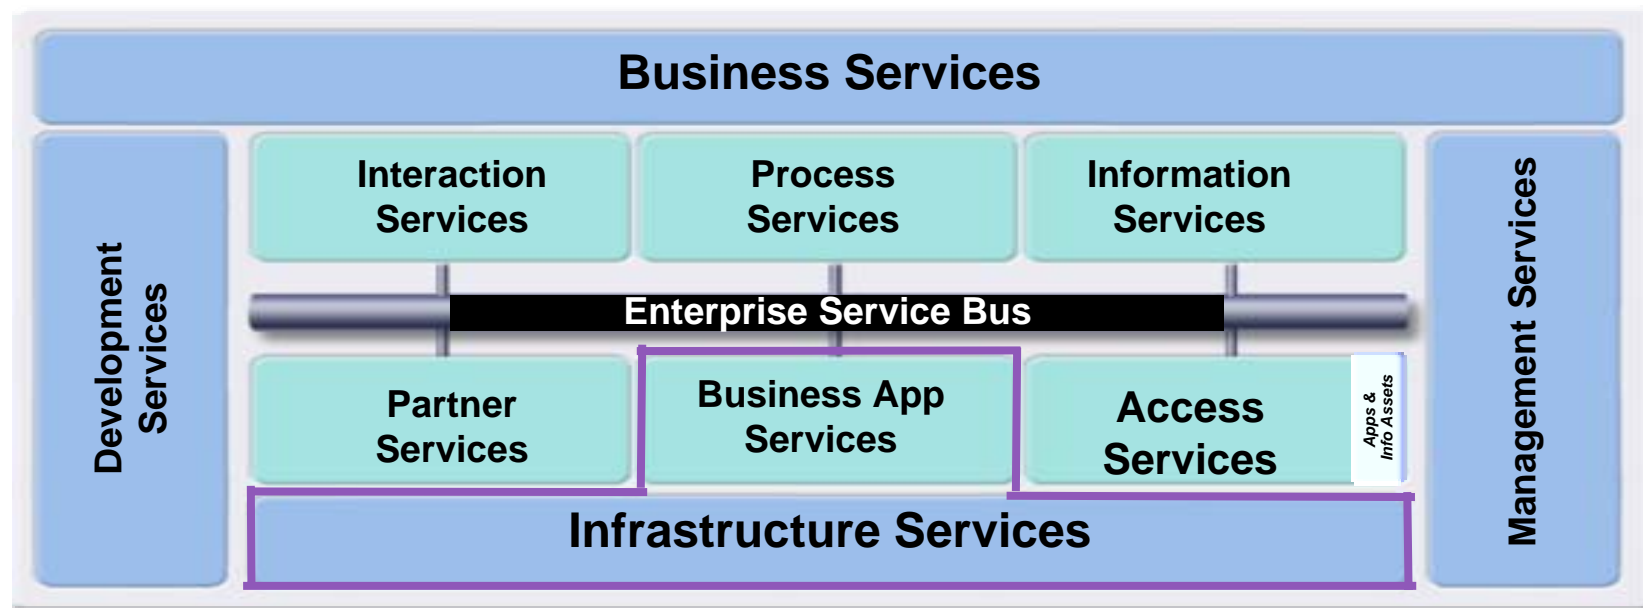 Business Services
Development
Services
Interaction
Services
Process
Services
Information
Services
Management Services
Enterprise Service Bus
Partner
Services
Business App
Services
Access
Services
Apps &
Info Assets
Infrastructure Services